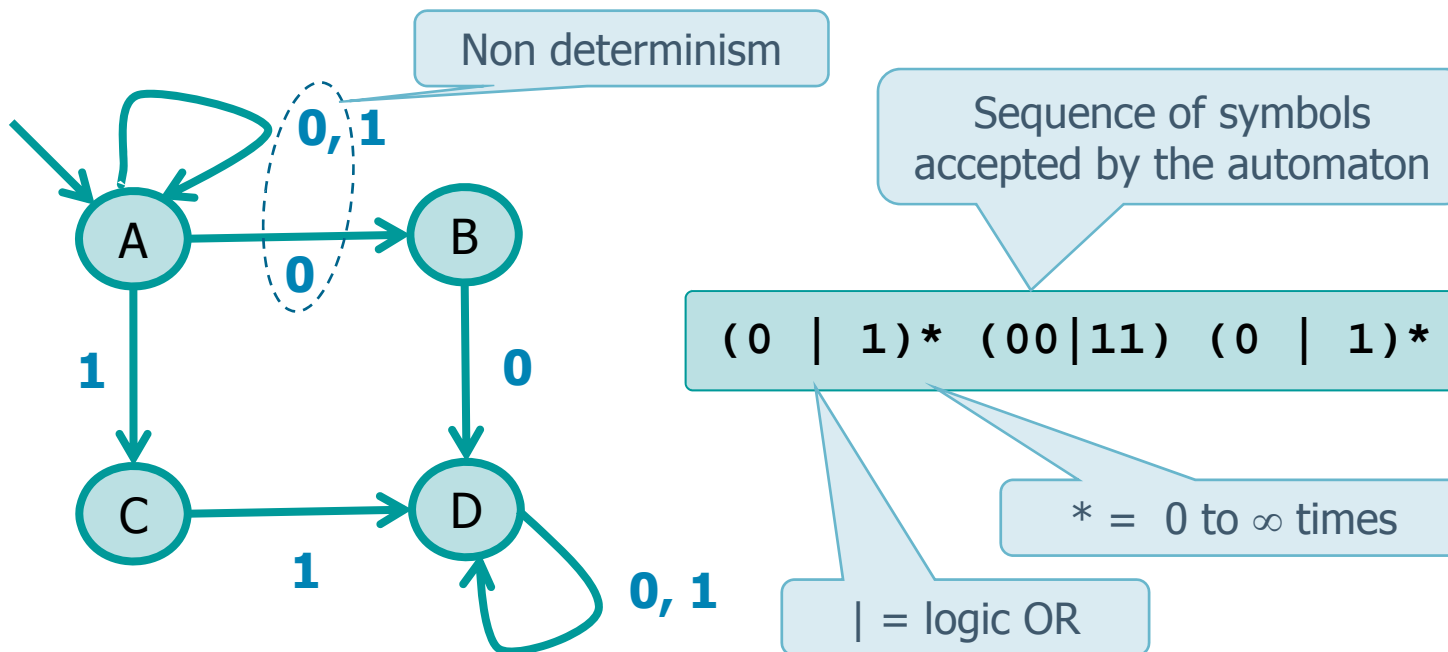 Non determinism
0, 1
Sequence of symbols
accepted by the automaton
A
B
0
1
0
(0 | 1)* (00|11) (0 | 1)*
C
D
* = 0 to ∞ times
1
0, 1
| = logic OR